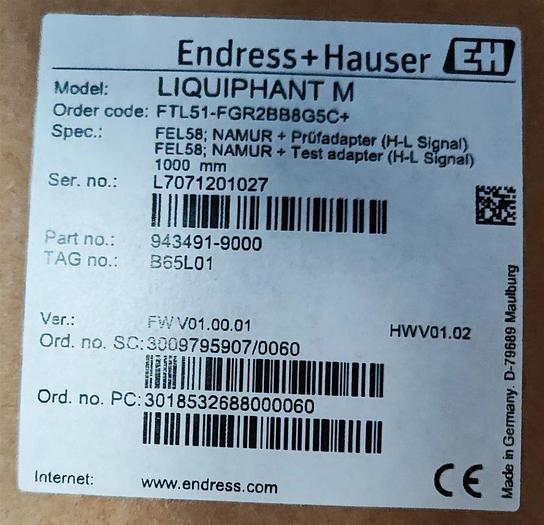 Endress+Hauser EH
Model: LIQUIPHANT M
Order code: FTL51-FGR2BB8G5C+
Spec.: FEL58; NAMUR + Prüfadapter (H-L Signal)
FEL58; NAMUR + Test adapter (H-L Signal)
1000 mm
Ser. no.: L7071201027
Part no.: 943491-9000
TAG no.: B65L01
Ver.: FW V01.00.01 HWV01.02
Ord. no. SC: 3009795907/0060
Ord. no. PC: 3018532688000060
Internet: www.endress.com
CE
Made in Germany. D-79689 Maulburg